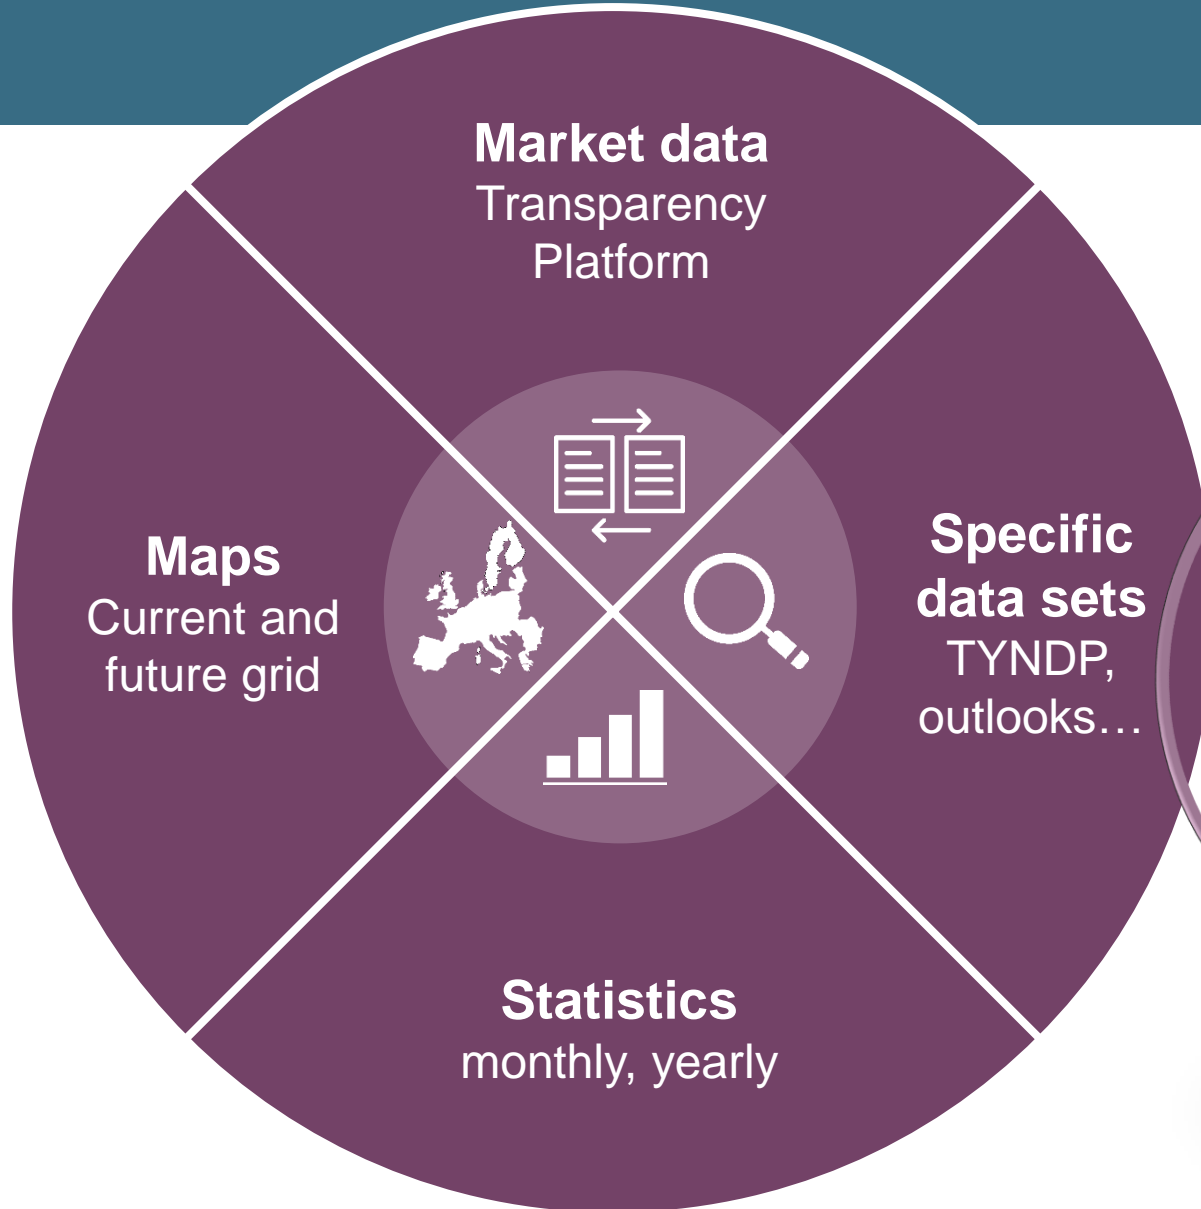 Market data
Transparency
Platform
Maps
Current and
future grid
Specific
data sets
TYNDP,
outlooks…
Statistics
monthly, yearly